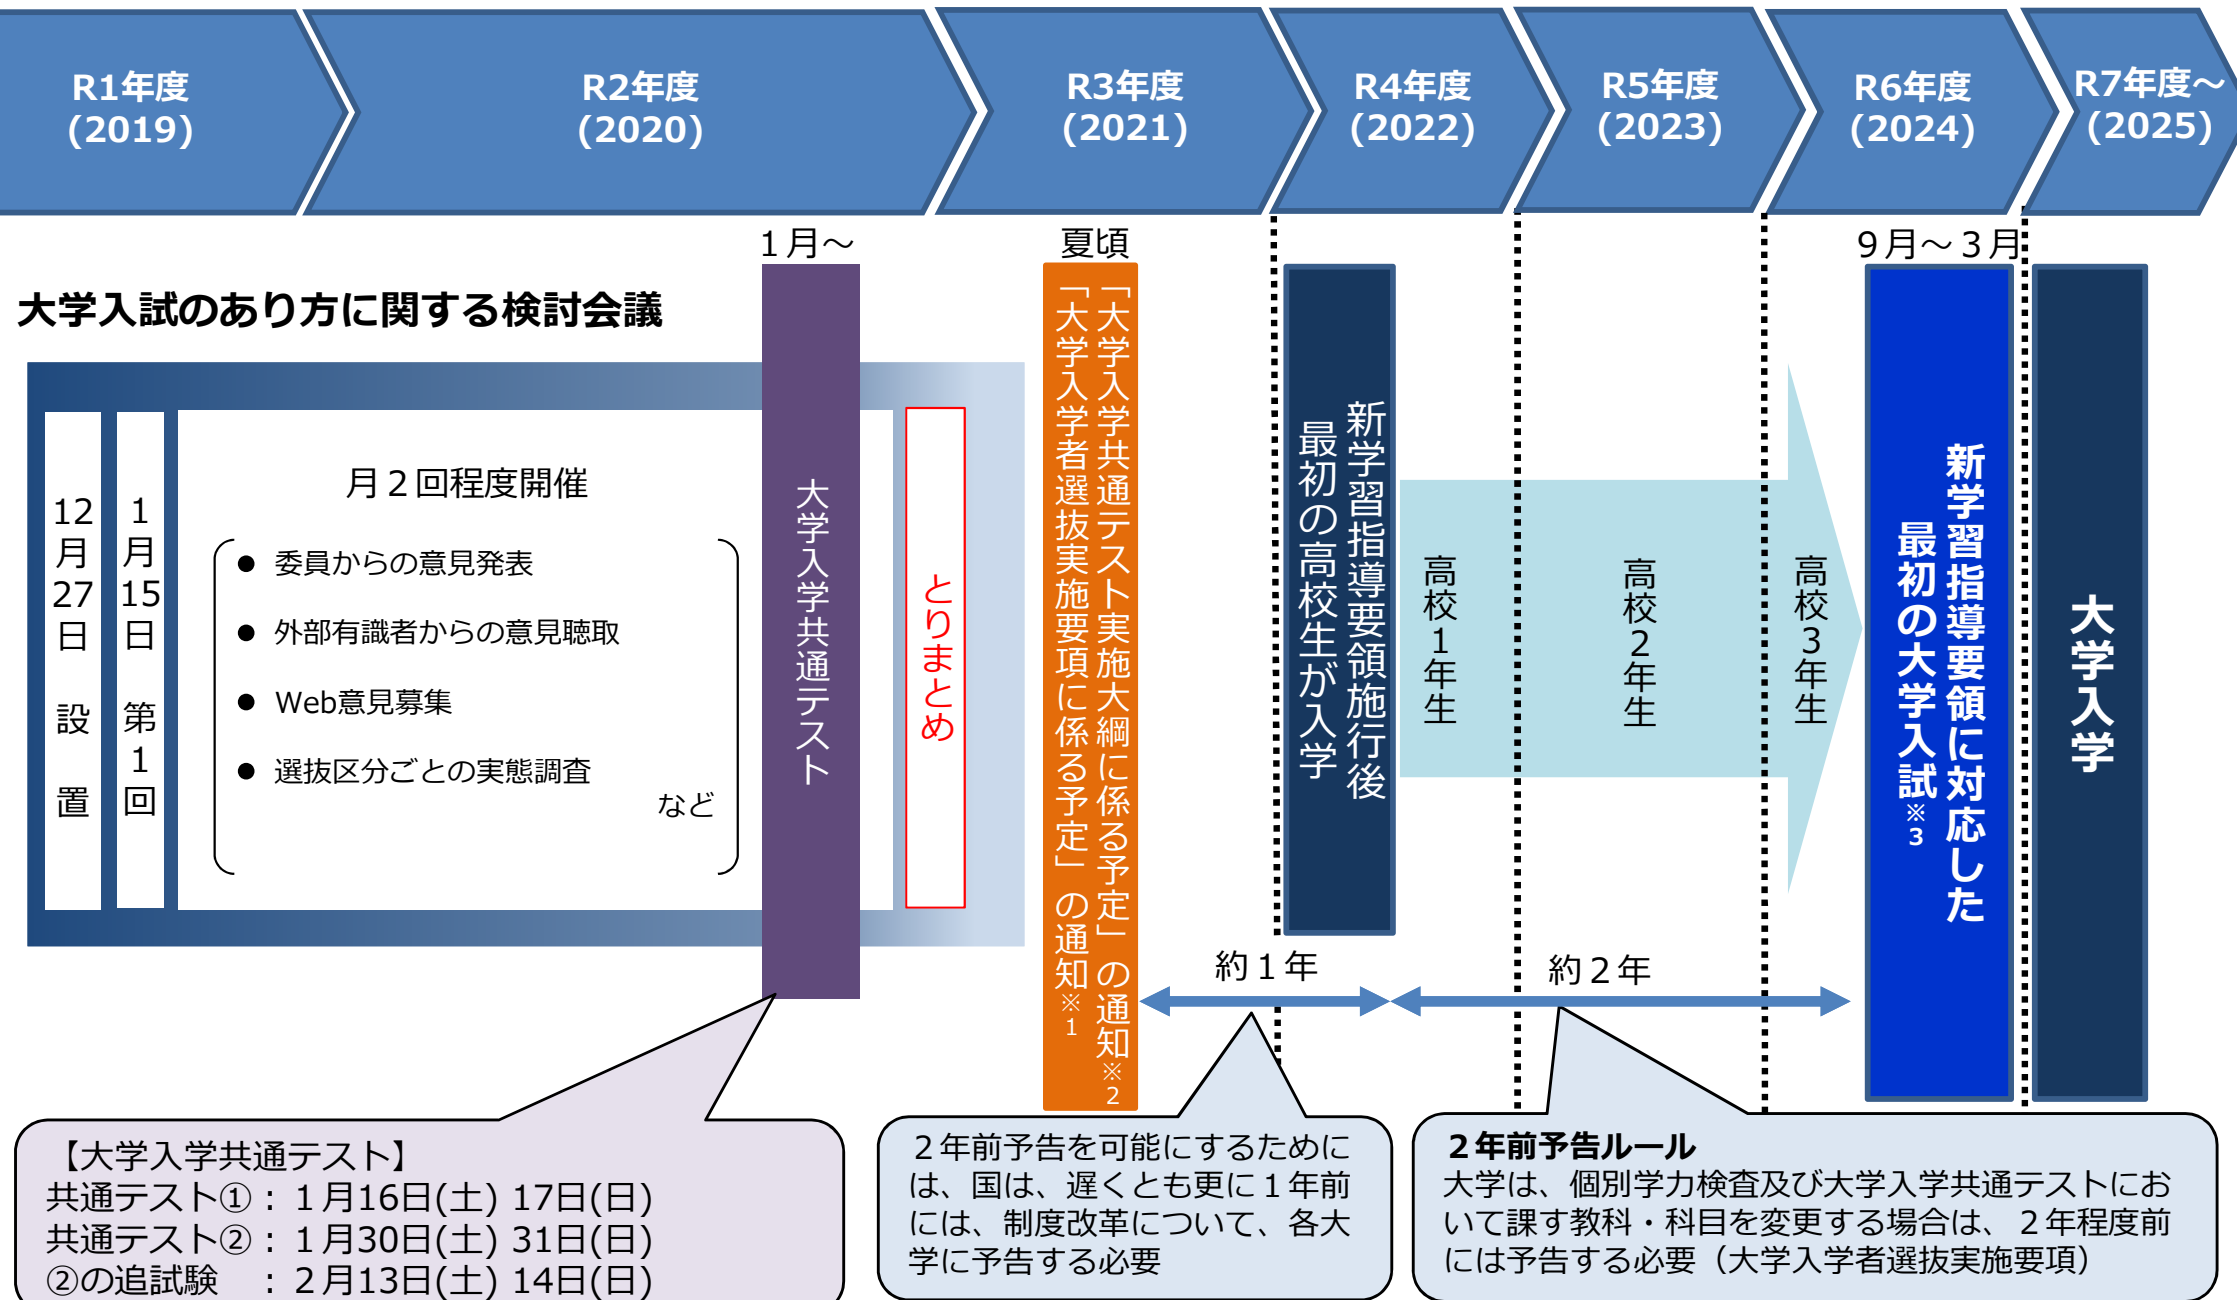 R1年度
(2019)
R2年度
(2020)
R3年度
(2021)
R4年度
(2022)
R5年度
(2023)
R6年度
(2024)
R7年度～
(2025)
１月～
夏頃
９月～３月
大学入試のあり方に関する検討会議
12月27日　設　置
１月15日　第１回
月２回程度開催
● 委員からの意見発表
● 外部有識者からの意見聴取
● Web意見募集
● 選抜区分ごとの実態調査
など
大学入学共通テスト
とりまとめ
「大学入学共通テスト実施大綱に係る予定」の通知※2
「大学入学者選抜実施要項に係る予定」の通知※1
新学習指導要領施行後
最初の高校生が入学
高校１年生
高校２年生
高校３年生
新学習指導要領に対応した
最初の大学入試※3
大学入学
約１年
約２年
【大学入学共通テスト】
共通テスト①：１月16日(土) 17日(日)
共通テスト②：１月30日(土) 31日(日)
②の追試験　：２月13日(土) 14日(日)
２年前予告を可能にするために
は、国は、遅くとも更に１年前
には、制度改革について、各大
学に予告する必要
２年前予告ルール
大学は、個別学力検査及び大学入学共通テストにお
いて課す教科・科目を変更する場合は、２年程度前
には予告する必要（大学入学者選抜実施要項）